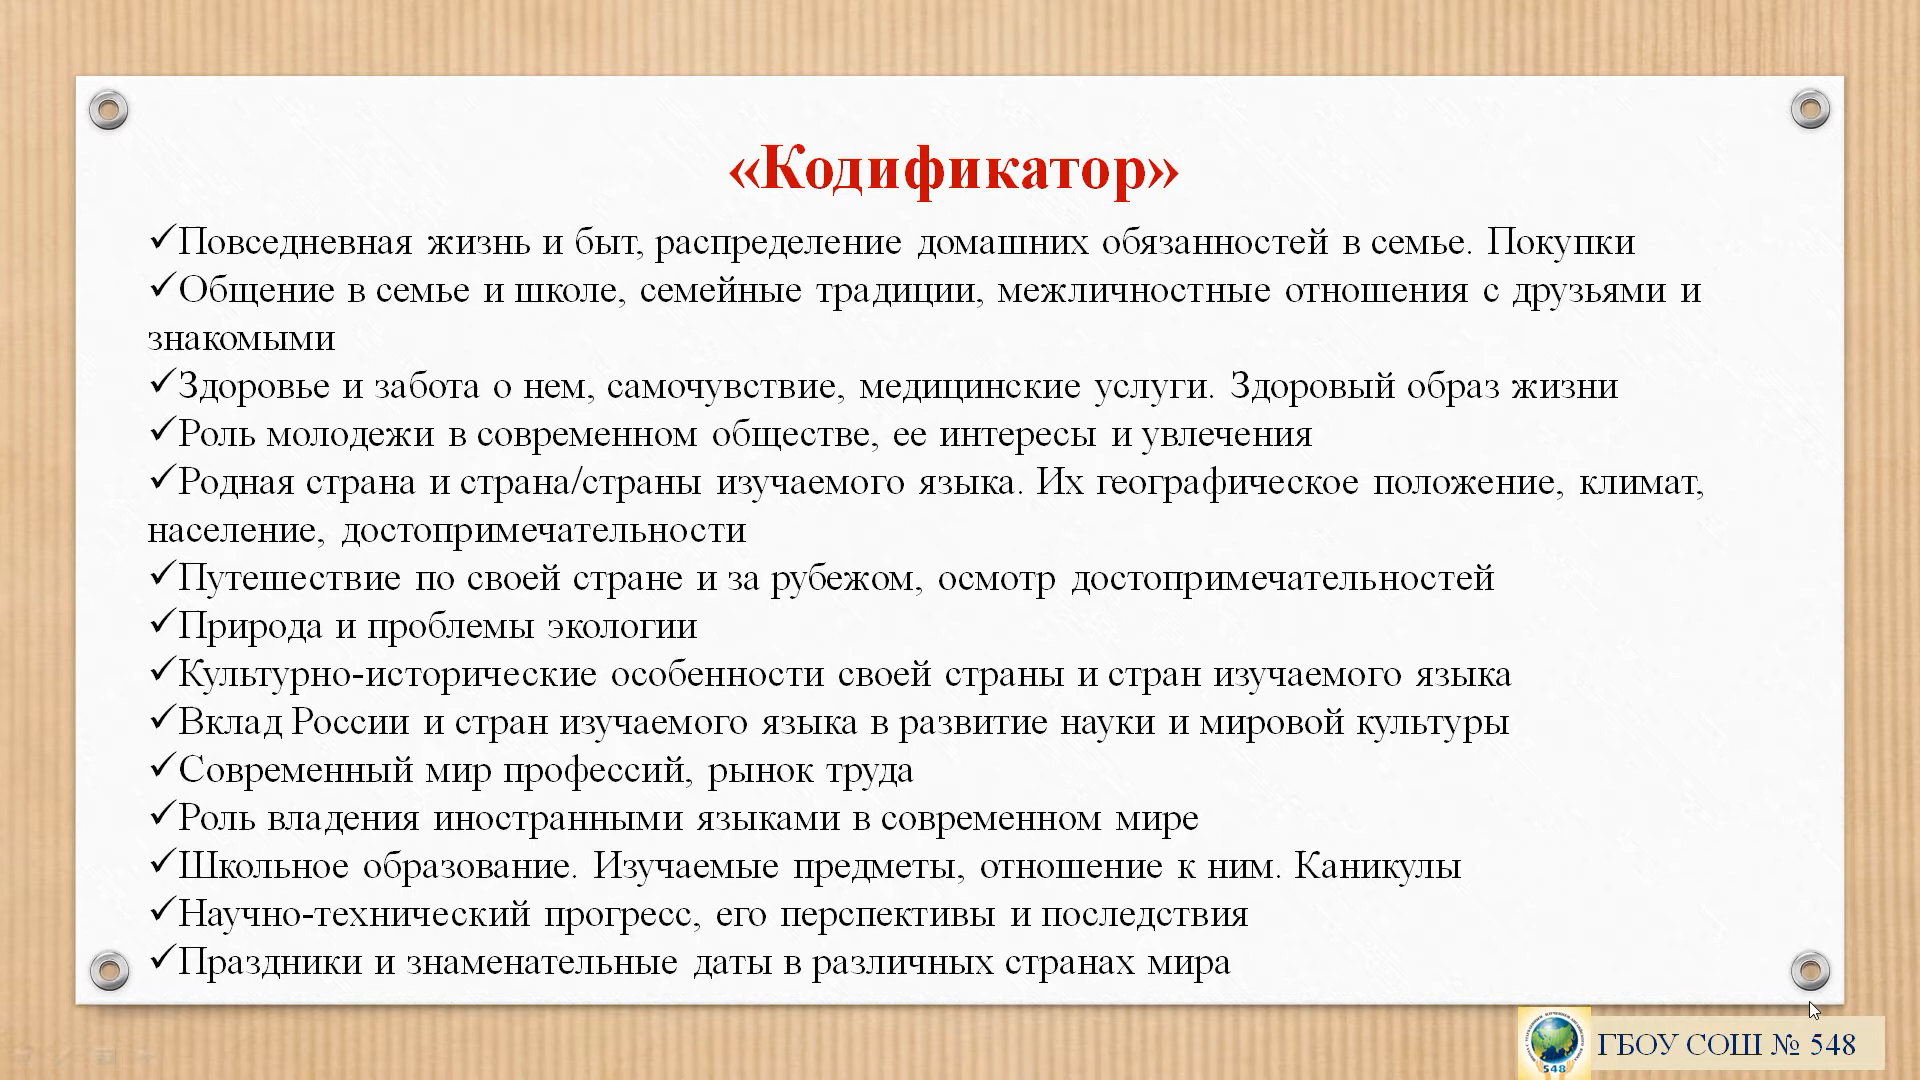 «Кодификатор»
✓Повседневная жизнь и быт, распределение домашних обязанностей в семье. Покупки
✓Общение в семье и школе, семейные традиции, межличностные отношения с друзьями и
знакомыми
✓Здоровье и забота о нем, самочувствие, медицинские услуги. Здоровый образ жизни
✓Роль молодежи в современном обществе, ее интересы и увлечения
✓Родная страна и страна/страны изучаемого языка. Их географическое положение, климат,
население, достопримечательности
✓Путешествие по своей стране и за рубежом, осмотр достопримечательностей
✓Природа и проблемы экологии
✓Культурно-исторические особенности своей страны и стран изучаемого языка
✓Вклад России и стран изучаемого языка в развитие науки и мировой культуры
✓Современный мир профессий, рынок труда
✓Роль владения иностранными языками в современном мире
✓Школьное образование. Изучаемые предметы, отношение к ним. Каникулы
✓Научно-технический прогресс, его перспективы и последствия
✓Праздники и знаменательные даты в различных странах мира
ГБОУ СОШ № 548
548